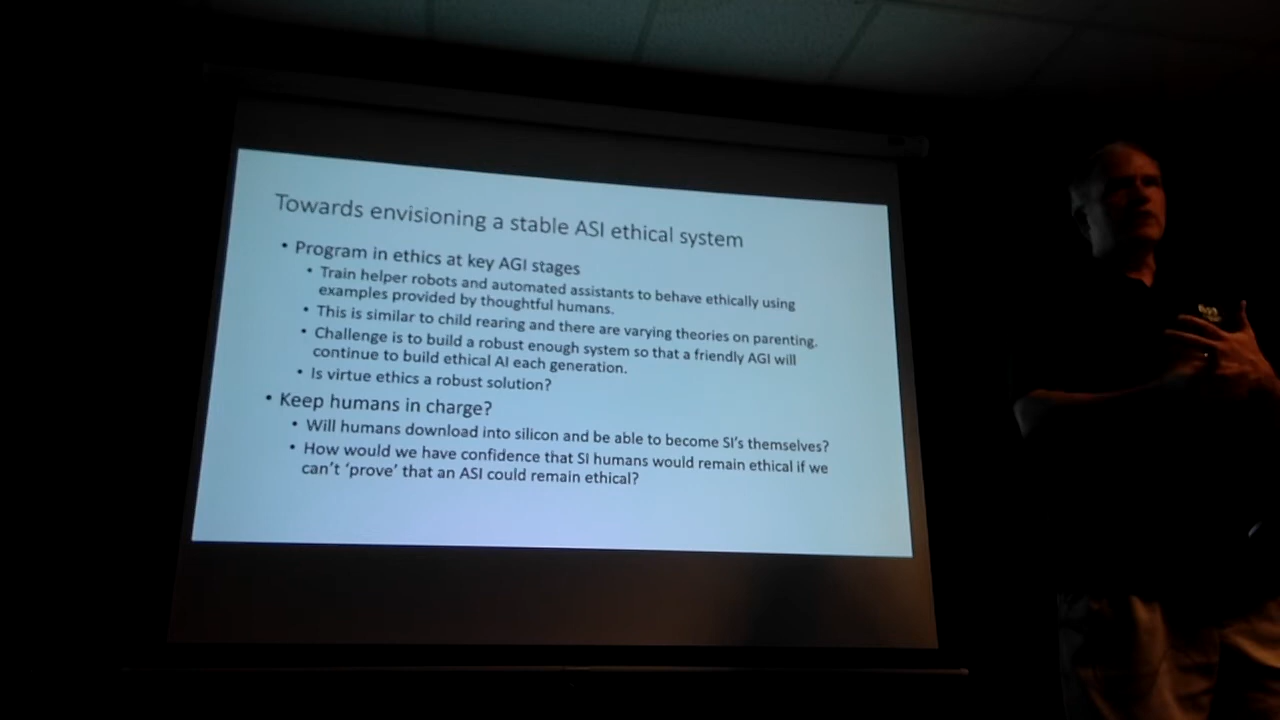 Towards envisioning a stable ASI ethical system
• Program in ethics at key AGI stages
• Train helper robots and automated assistants to behave ethically using
examples provided by thoughtful humans.
• This is similar to child rearing and there are varying theories on parenting.
• Challenge is to build a robust enough system so that a friendly AGI will
continue to build ethical AI each generation.
• Is virtue ethics a robust solution?
• Keep humans in charge?
• Will humans download into silicon and be able to become SI's themselves?
• How would we have confidence that SI humans would remain ethical if we
can't 'prove' that an ASI could remain ethical?